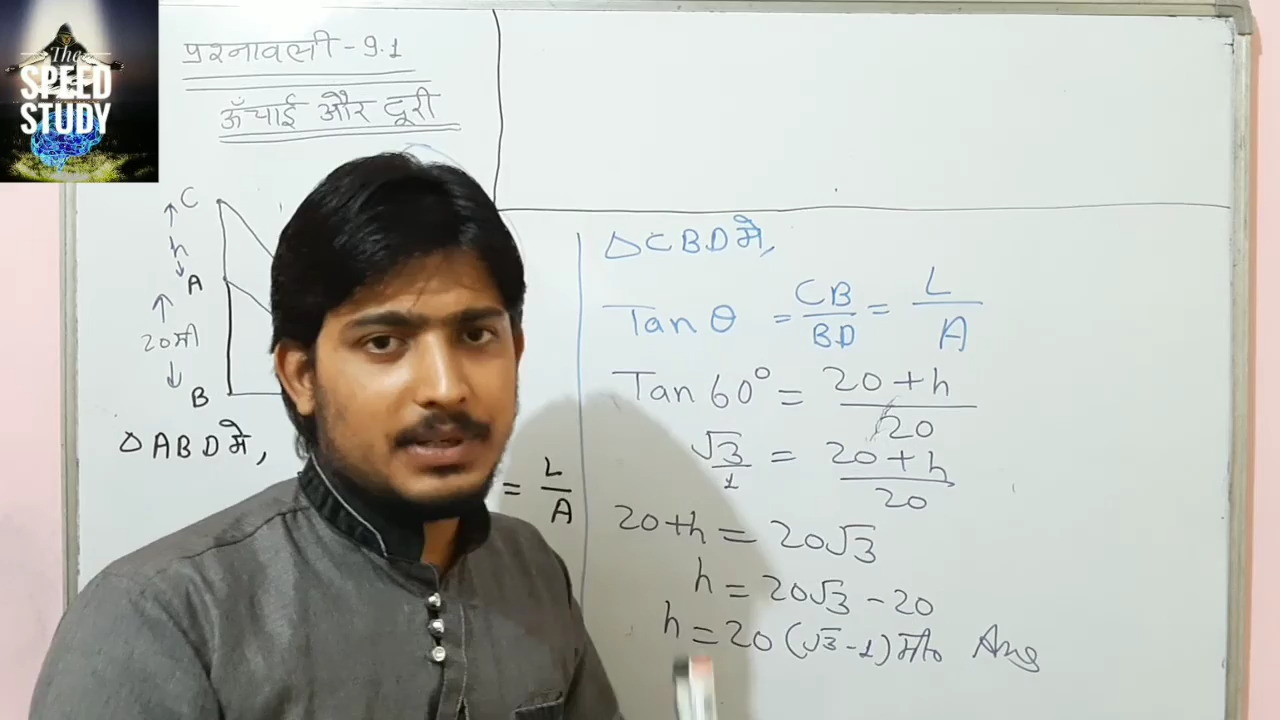 The
SPEED
STUDY
प्रश्नावली - 9.1
ऊँचाई और दूरी
C
h
A
20मी
B
△ABD में,
= L/A
△CBD में,
Tan θ = CB/BD = L/A
Tan 60° = 20+h/20
√3/1 = 20+h/20
20+h = 20√3
h = 20√3 - 20
h = 20(√3-1)मी० Ans